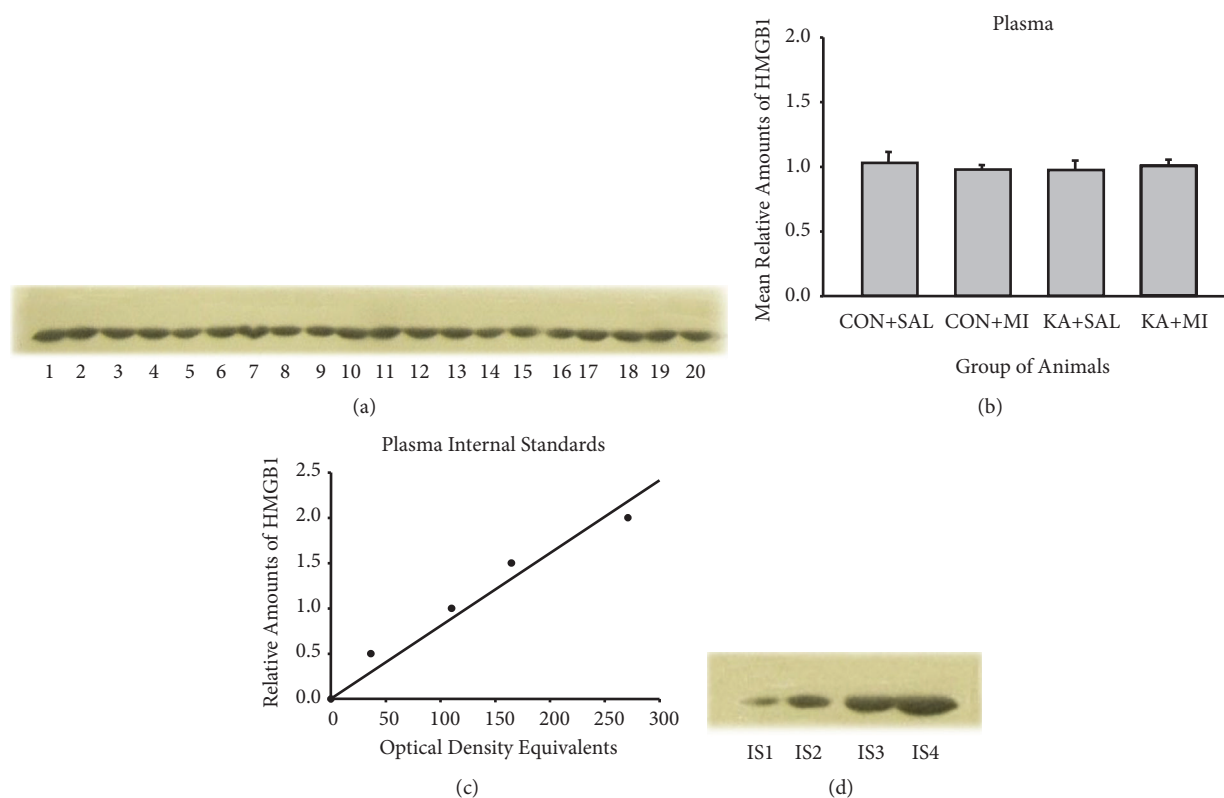 1 2 3 4 5 6 7 8 9 10 11 12 13 14 15 16 17 18 19 20
(a)
Plasma
Mean Relative Amounts of HMGB1
2.0
1.5
1.0
0.5
0.0
CON+SAL CON+MI KA+SAL KA+MI
Group of Animals
(b)
Plasma Internal Standards
Relative Amounts of HMGB1
2.5
2.0
1.5
1.0
0.5
0.0
0 50 100 150 200 250 300
Optical Density Equivalents
(c)
IS1 IS2 IS3 IS4
(d)